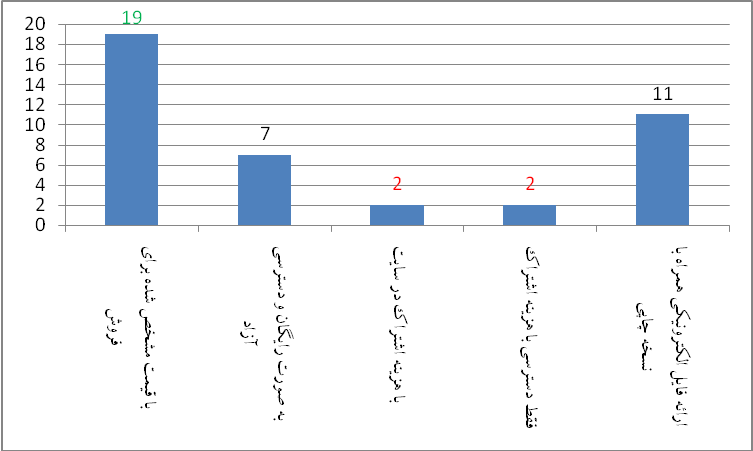 19
7
2
2
11
20
18
16
14
12
10
8
6
4
2
0
با قیمت مشخص شده برای
فروش
به صورت رایگان و دسترسی
آزاد
با هزینه اشتراک در سایت
فقط دسترسی با هزینه اشتراک
ارائه فایل الکترونیکی همراه با
نسخه چاپی